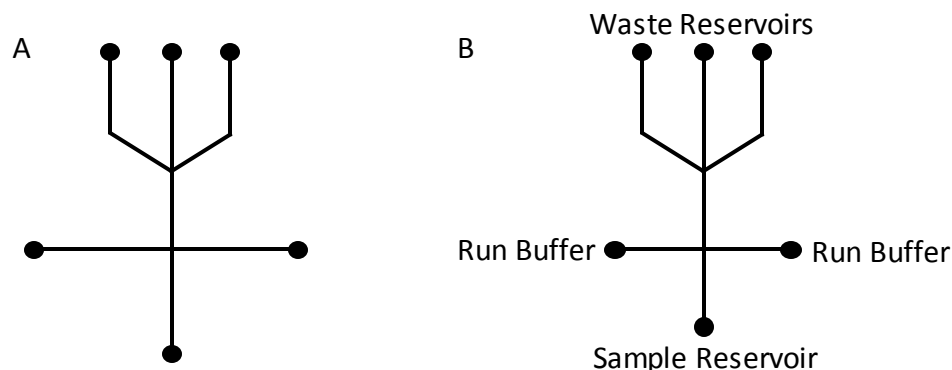 A
B
Waste Reservoirs
Run Buffer
Run Buffer
Sample Reservoir